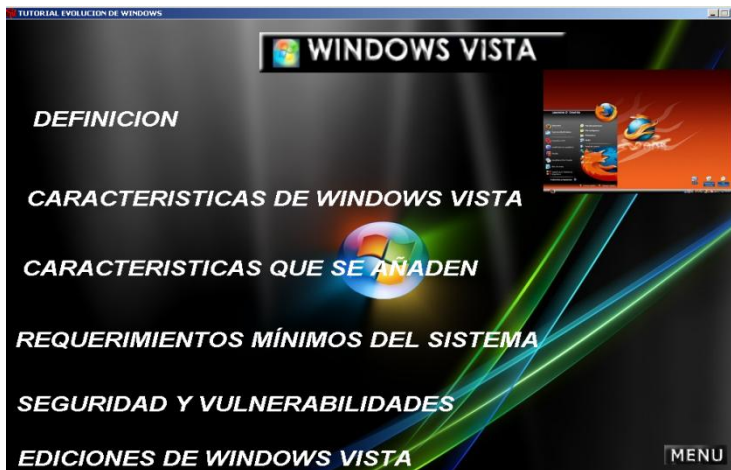 TUTORIAL EVOLUCION DE WINDOWS
WINDOWS VISTA
DEFINICION
CARACTERISTICAS DE WINDOWS VISTA
CARACTERISTICAS QUE SE AÑADEN
REQUERIMIENTOS MÍNIMOS DEL SISTEMA
SEGURIDAD Y VULNERABILIDADES
EDICIONES DE WINDOWS VISTA
MENU